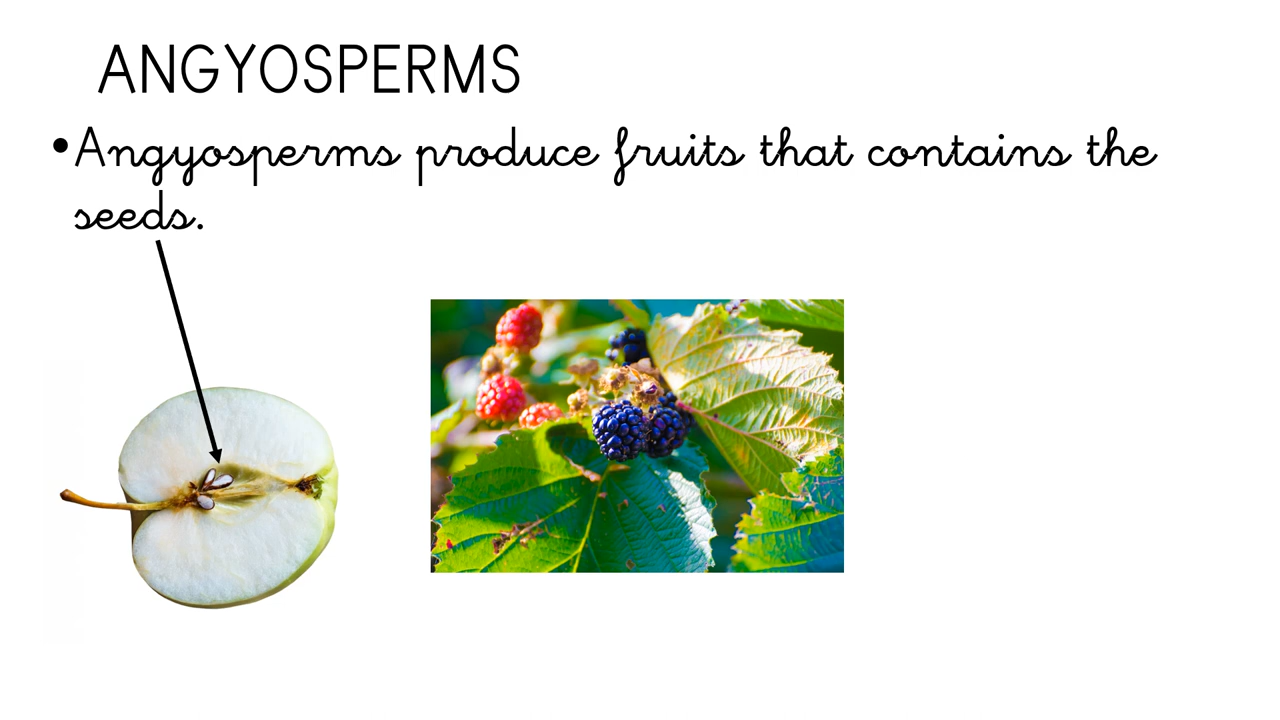 ANGYOSPERMS
•Angyosperms produce fruits that contains the
seeds.